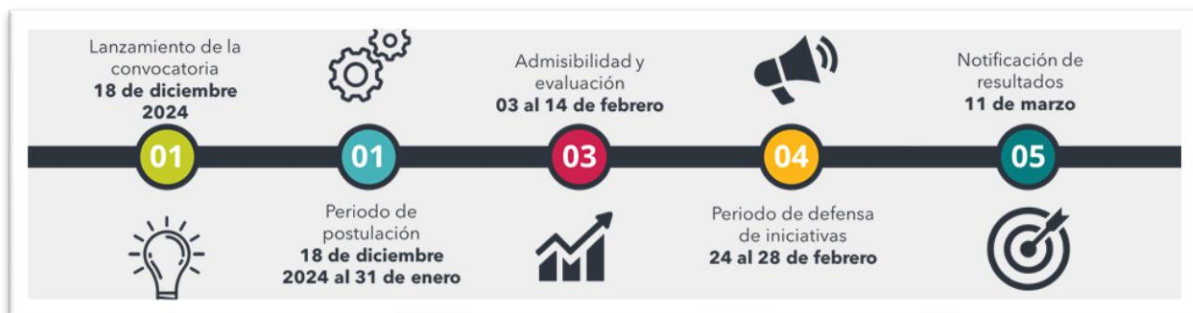 Lanzamiento de la
convocatoria
18 de diciembre
2024
01
01
Periodo de
postulación
18 de diciembre
2024 al 31 de enero
Admisibilidad y
evaluación
03 al 14 de febrero
03
04
Periodo de defensa
de iniciativas
24 al 28 de febrero
Notificación de
resultados
11 de marzo
05